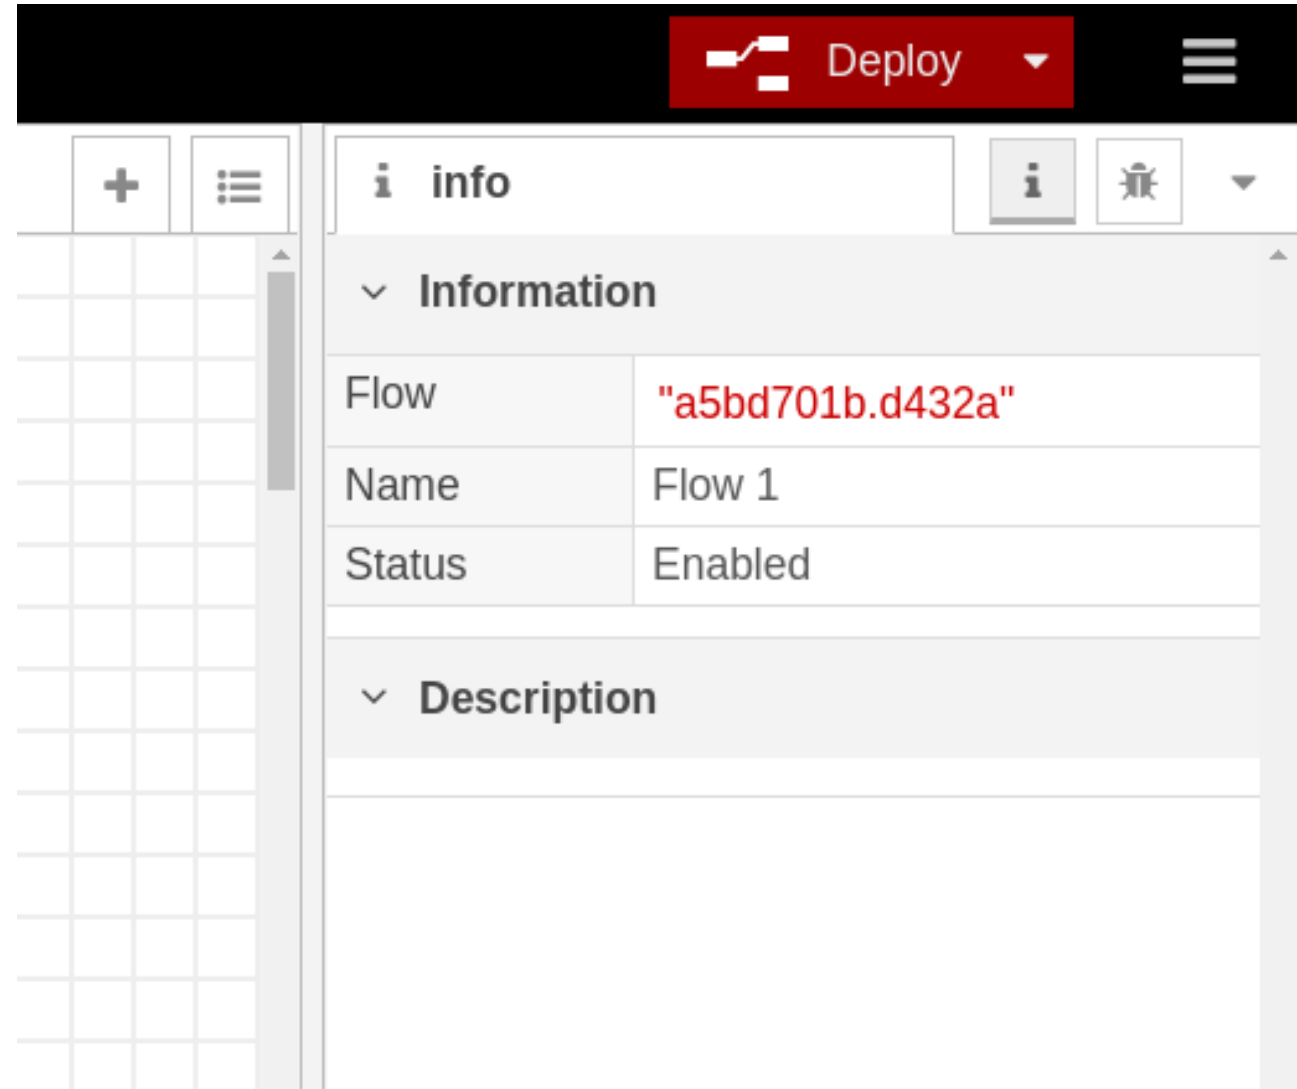 Deploy
info
Information
Flow "a5bd701b.d432a"
Name Flow 1
Status Enabled
Description